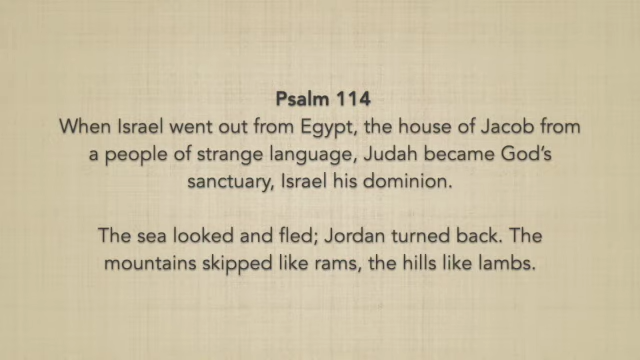 Psalm 114
When Israel went out from Egypt, the house of Jacob from
a people of strange language, Judah became God’s
sanctuary, Israel his dominion.
The sea looked and fled; Jordan turned back. The
mountains skipped like rams, the hills like lambs.